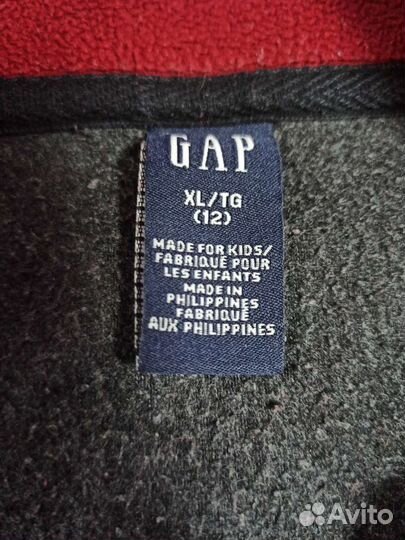 GAP
XL/TG
(12)
MADE FOR KIDS/
FABRIQUÉ POUR
LES ENFANTS
MADE IN
PHILIPPINES
FABRIQUÉ
AUX PHILIPPINES
Avito